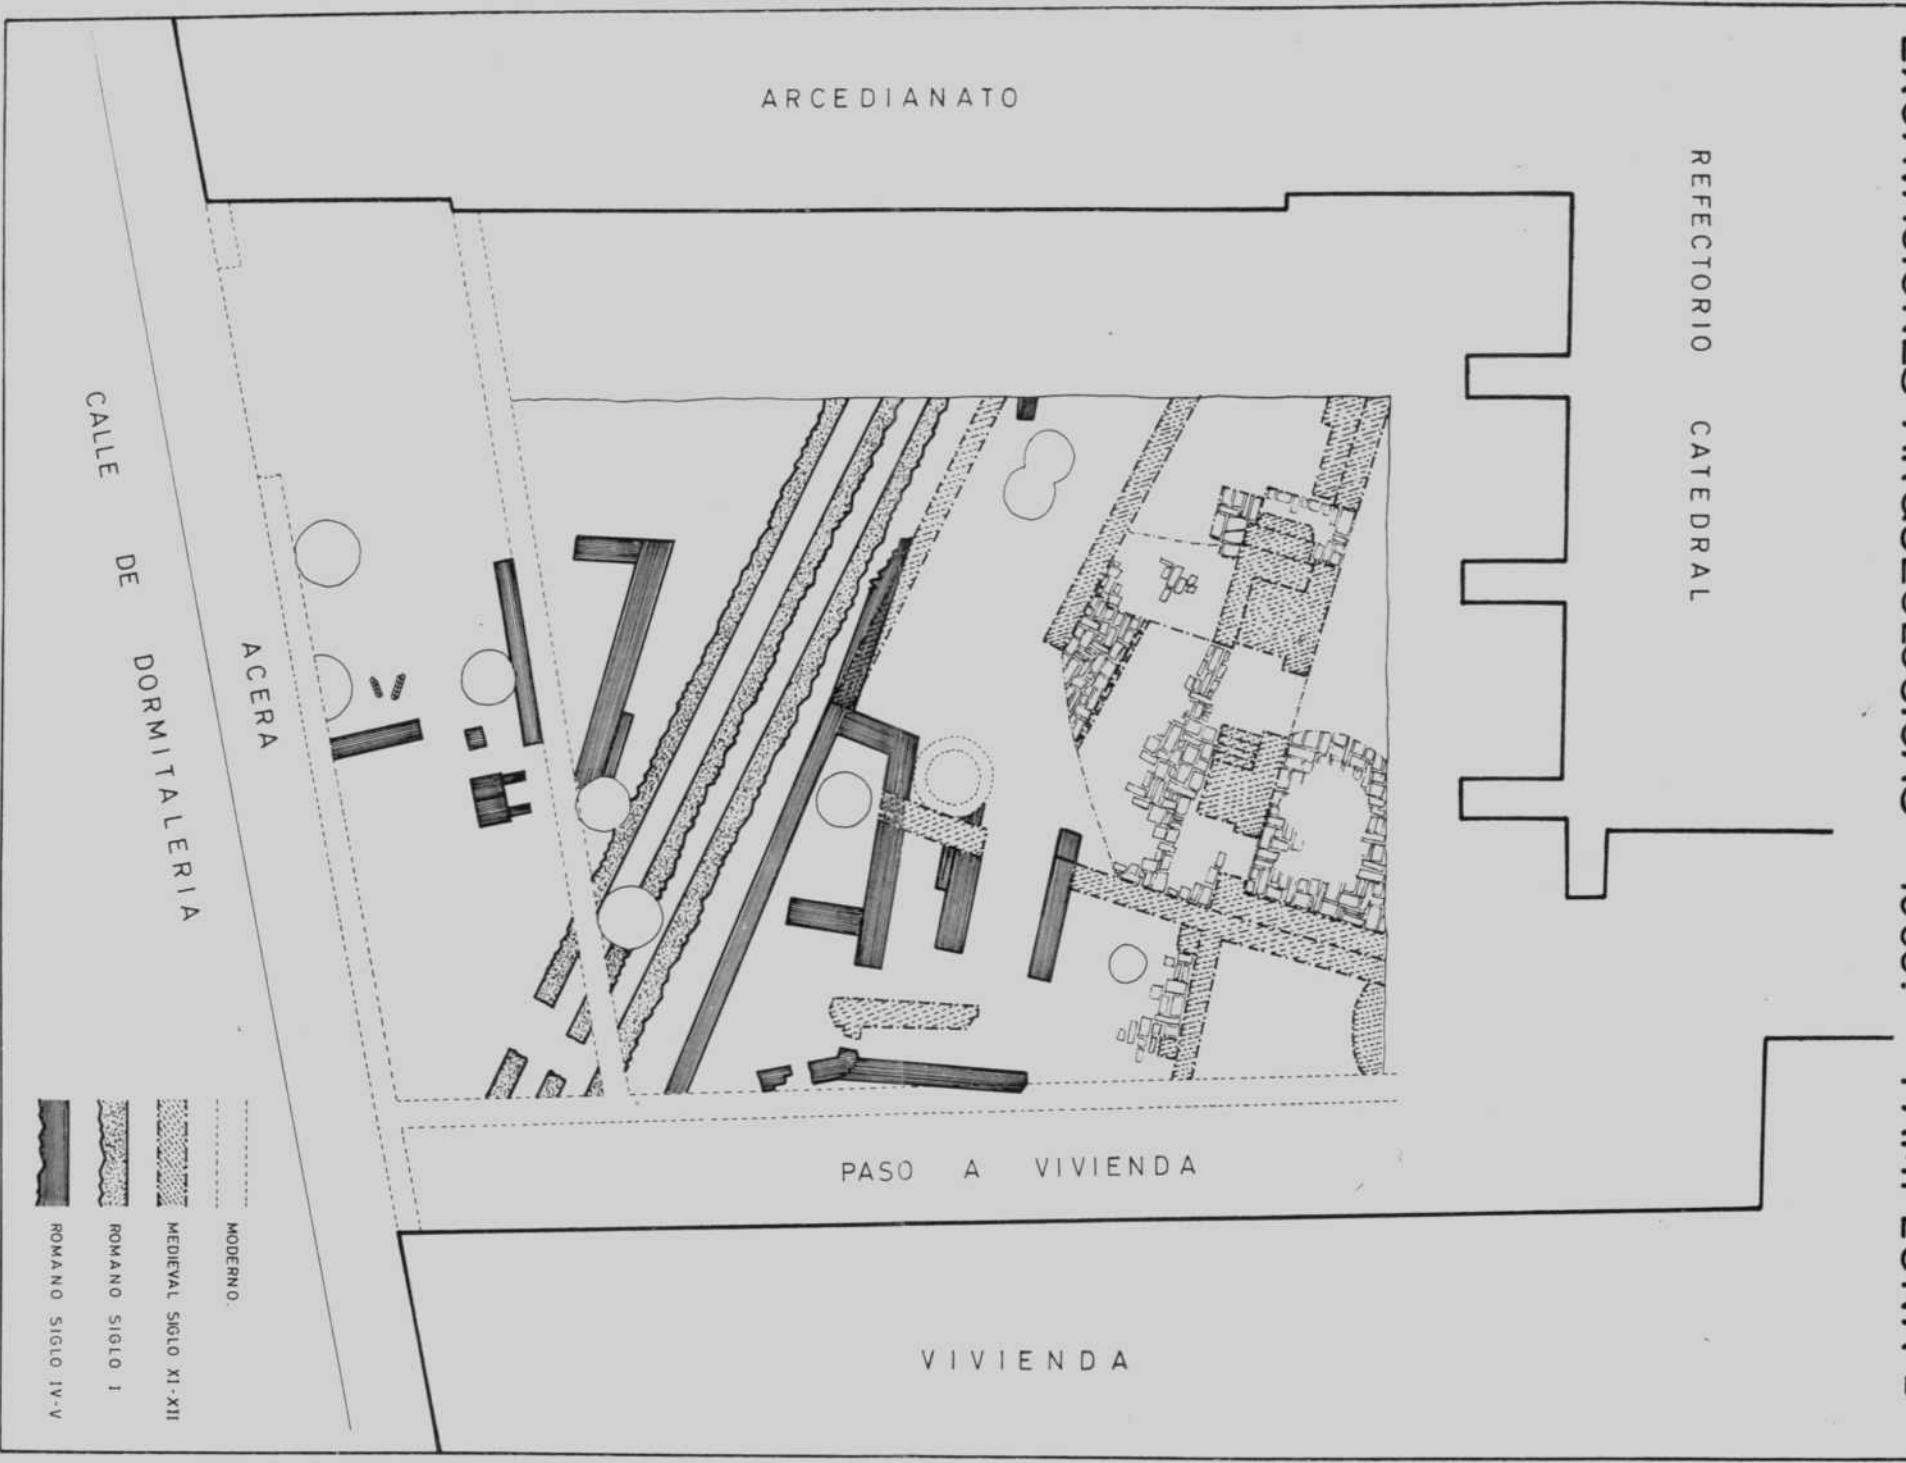 ARCEDIANATO
REFECTORIO CATEDRAL
CALLE DE DORMITALERIA
ACERA
PASO A VIVIENDA
VIVIENDA
MODERNO.
MEDIEVAL SIGLO XI-XII
ROMANO SIGLO I
ROMANO SIGLO IV-V